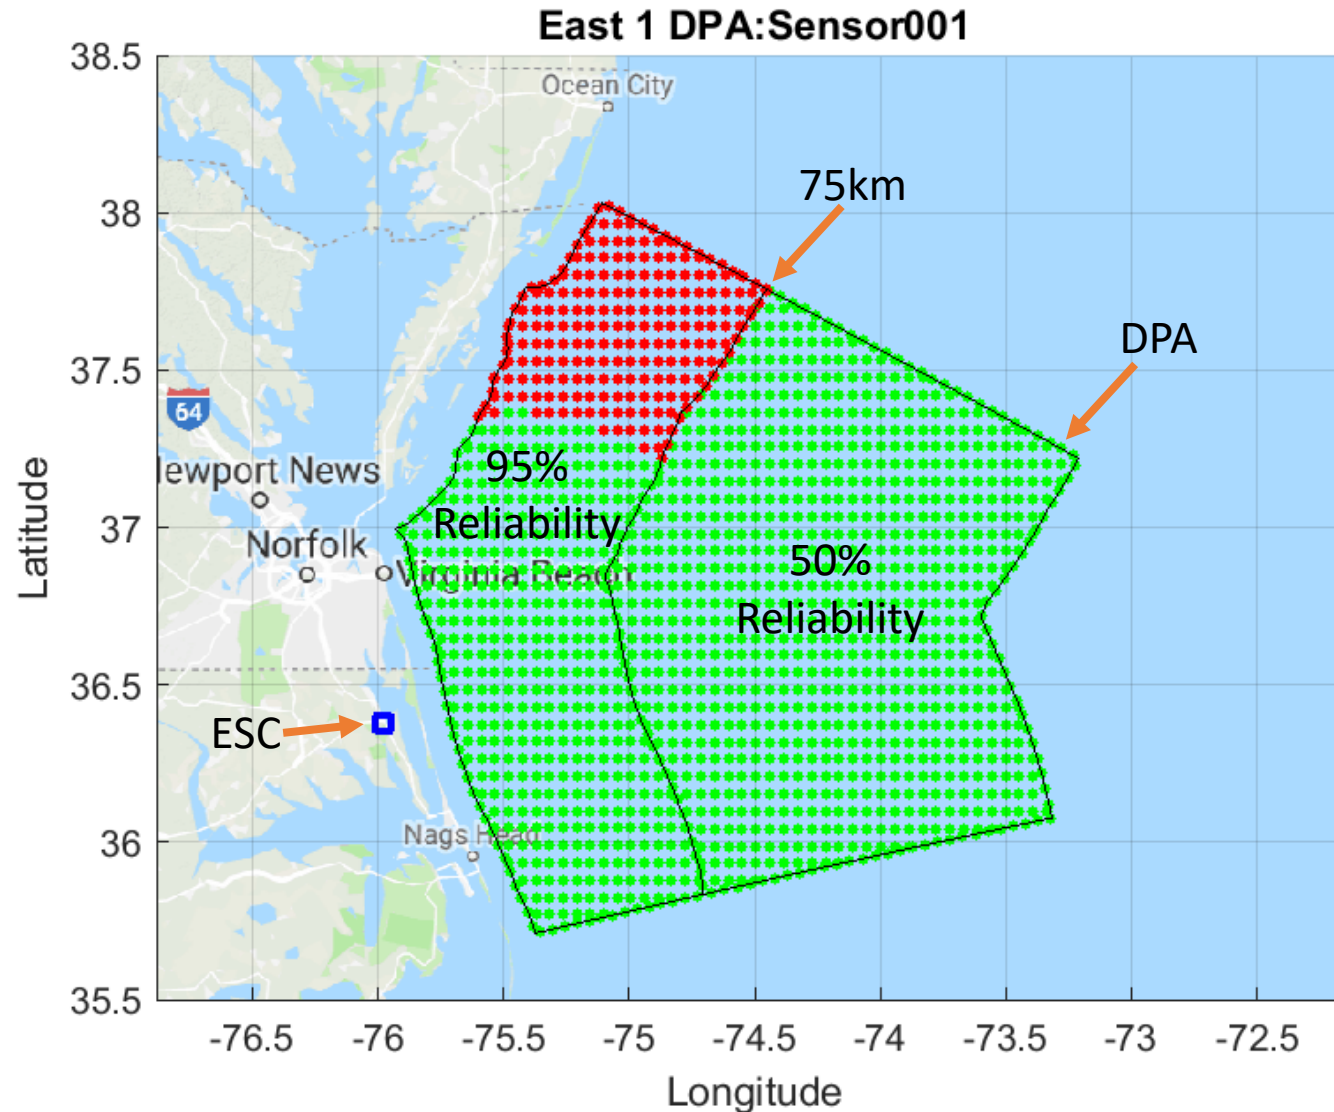 East 1 DPA:Sensor001
38.5
38
37.5
37
36.5
36
35.5
Latitude
Ocean City
75km
DPA
64
ewport News
95%
Reliability
Norfolk
Virginia Beach
50%
Reliability
ESC
Nags Head
-76.5 -76 -75.5 -75 -74.5 -74 -73.5 -73 -72.5
Longitude